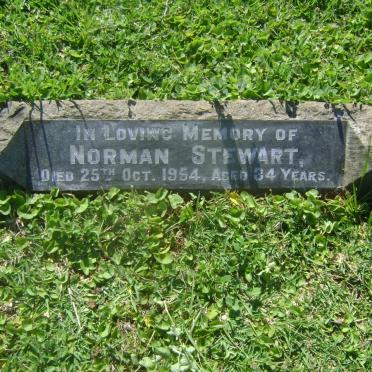 In Loving Memory of
Norman Stewart,
Died 25th Oct. 1954, Aged 34 Years.